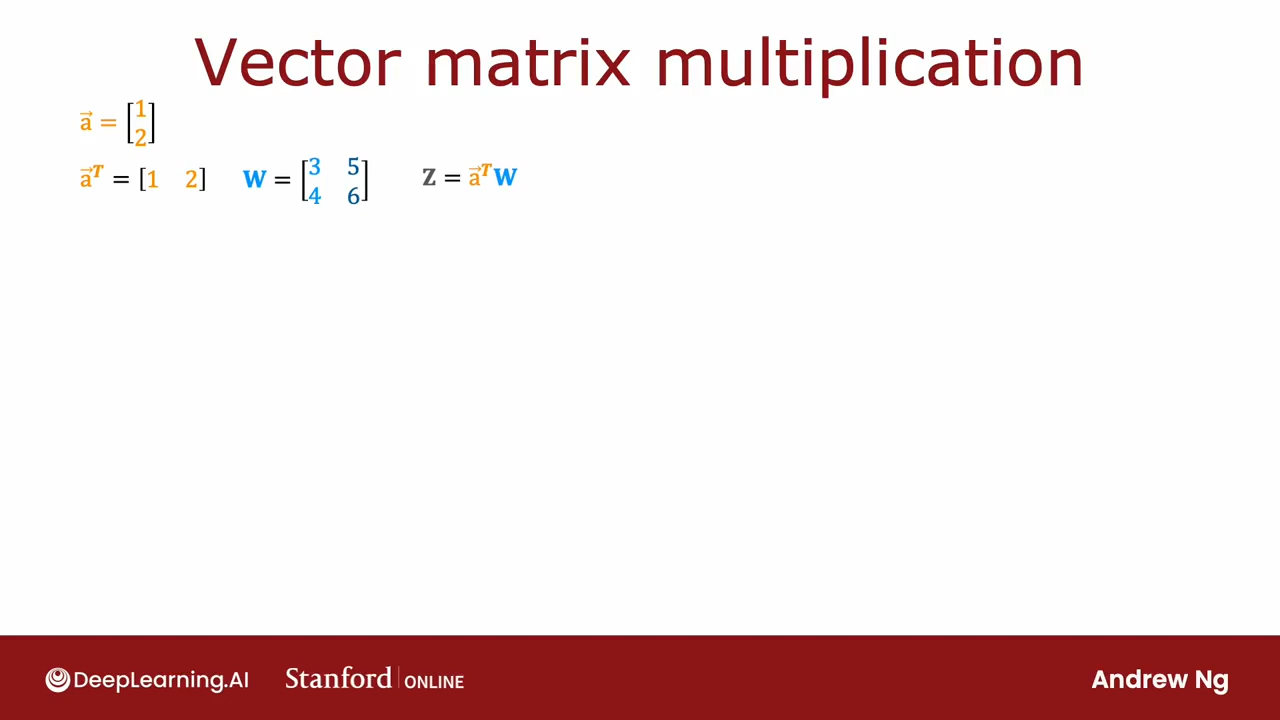 Vector matrix multiplication
a⃗ = [1
2]
a⃗ᵀ = [1 2] W = [3 5
4 6] Z = a⃗ᵀW
DeepLearning.AI Stanford ONLINE Andrew Ng